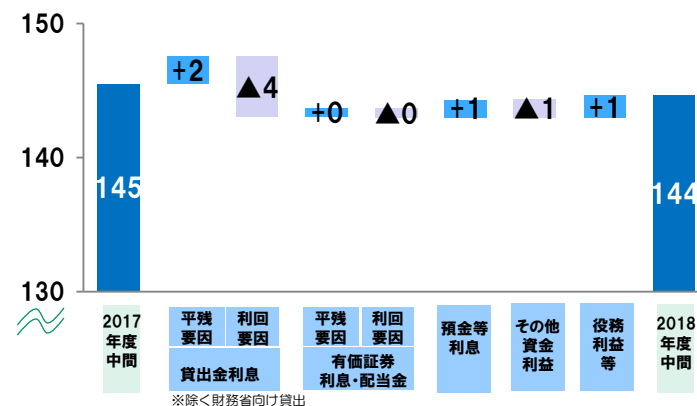 150
140
130
145
+2
▲4
+0
▲0
+1
▲1
+1
144
2017
年度
中間
平残
要因
利回
要因
貸出金利息
平残
要因
利回
要因
有価証券
利息・配当金
預金等
利息
その他
資金
利益
役務
利益
等
2018
年度
中間
※除く財務省向け貸出